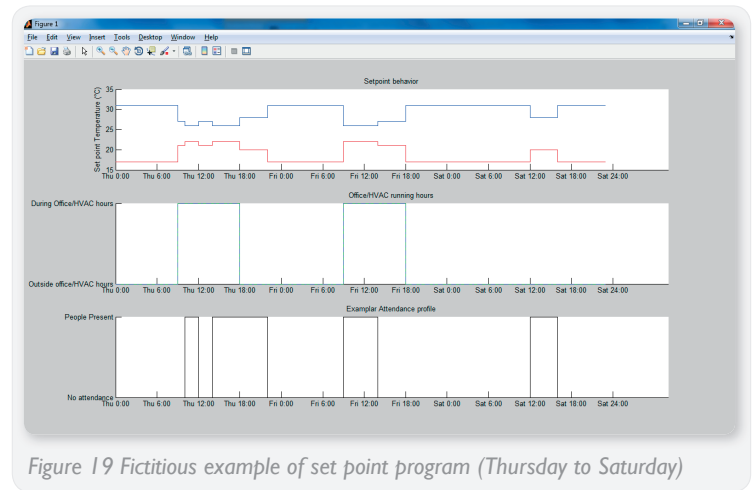 Figure 1
File Edit View Insert Tools Desktop Window Help
Setpoint behavior
Set point Temperature (°C)
35
30
25
20
15
Thu 0:00 Thu 6:00 Thu 12:00 Thu 18:00 Fri 0:00 Fri 6:00 Fri 12:00 Fri 18:00 Sat 0:00 Sat 6:00 Sat 12:00 Sat 18:00 Sat 24:00
Office/HVAC running hours
During Office/HVAC hours
Outside office/HVAC hours
Thu 0:00 Thu 6:00 Thu 12:00 Thu 18:00 Fri 0:00 Fri 6:00 Fri 12:00 Fri 18:00 Sat 0:00 Sat 6:00 Sat 12:00 Sat 18:00 Sat 24:00
Examplar Attendance profile
People Present
No attendance
Thu 0:00 Thu 6:00 Thu 12:00 Thu 18:00 Fri 0:00 Fri 6:00 Fri 12:00 Fri 18:00 Sat 0:00 Sat 6:00 Sat 12:00 Sat 18:00 Sat 24:00
Figure 19 Fictitious example of set point program (Thursday to Saturday)